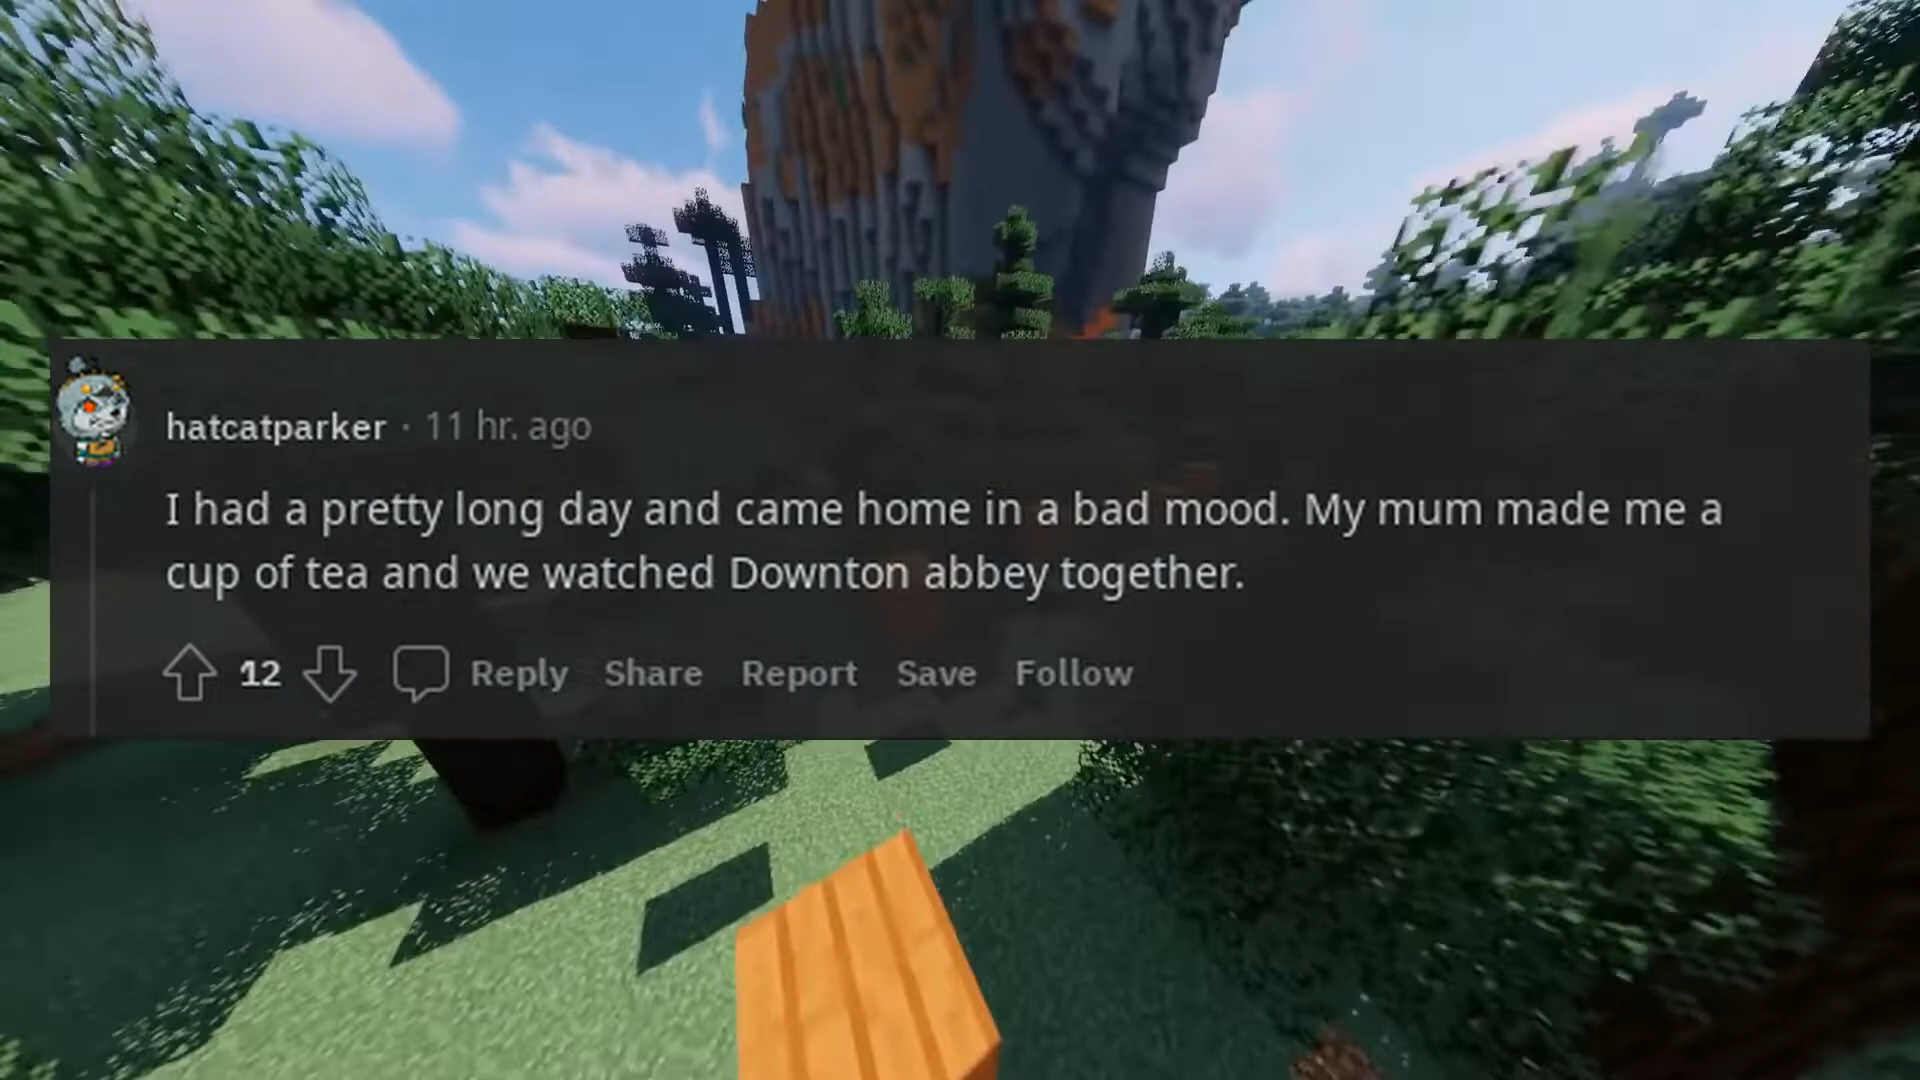 hatcatparker · 11 hr. ago
I had a pretty long day and came home in a bad mood. My mum made me a
cup of tea and we watched Downton abbey together.
12 Reply Share Report Save Follow